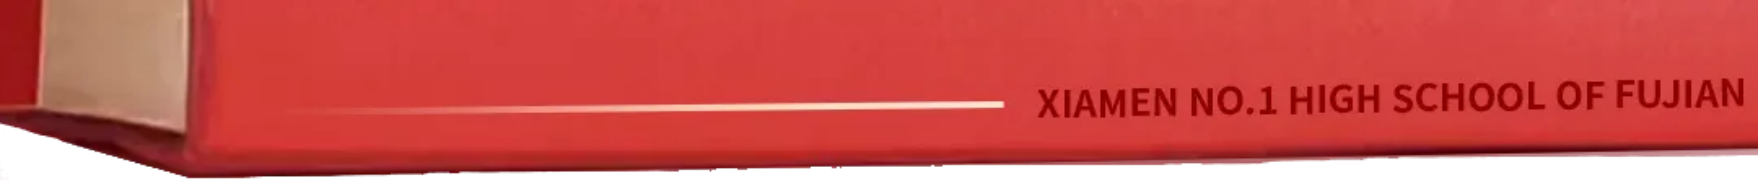 XIAMEN NO.1 HIGH SCHOOL OF FUJIAN